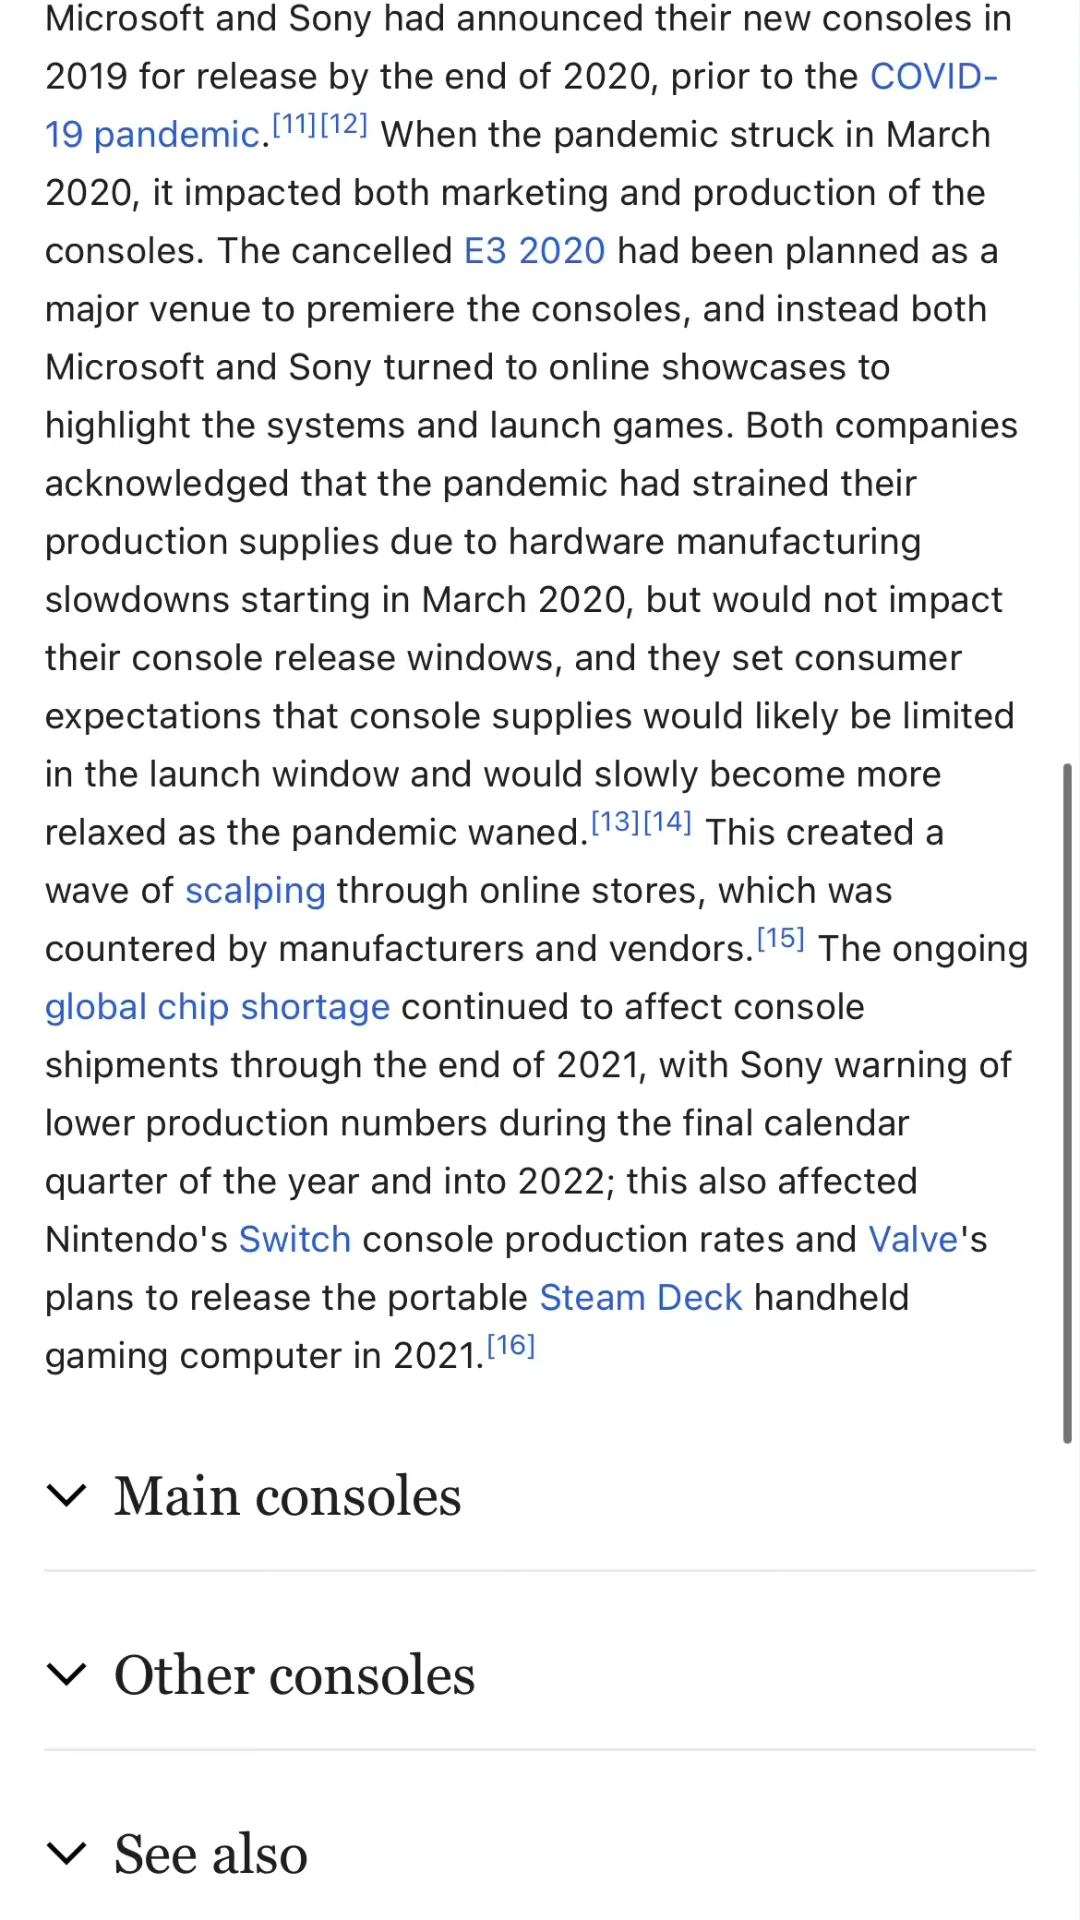 Microsoft and Sony had announced their new consoles in
2019 for release by the end of 2020, prior to the COVID-
19 pandemic.[11][12] When the pandemic struck in March
2020, it impacted both marketing and production of the
consoles. The cancelled E3 2020 had been planned as a
major venue to premiere the consoles, and instead both
Microsoft and Sony turned to online showcases to
highlight the systems and launch games. Both companies
acknowledged that the pandemic had strained their
production supplies due to hardware manufacturing
slowdowns starting in March 2020, but would not impact
their console release windows, and they set consumer
expectations that console supplies would likely be limited
in the launch window and would slowly become more
relaxed as the pandemic waned.[13][14] This created a
wave of scalping through online stores, which was
countered by manufacturers and vendors.[15] The ongoing
global chip shortage continued to affect console
shipments through the end of 2021, with Sony warning of
lower production numbers during the final calendar
quarter of the year and into 2022; this also affected
Nintendo's Switch console production rates and Valve's
plans to release the portable Steam Deck handheld
gaming computer in 2021.[16]
Main consoles
Other consoles
See also